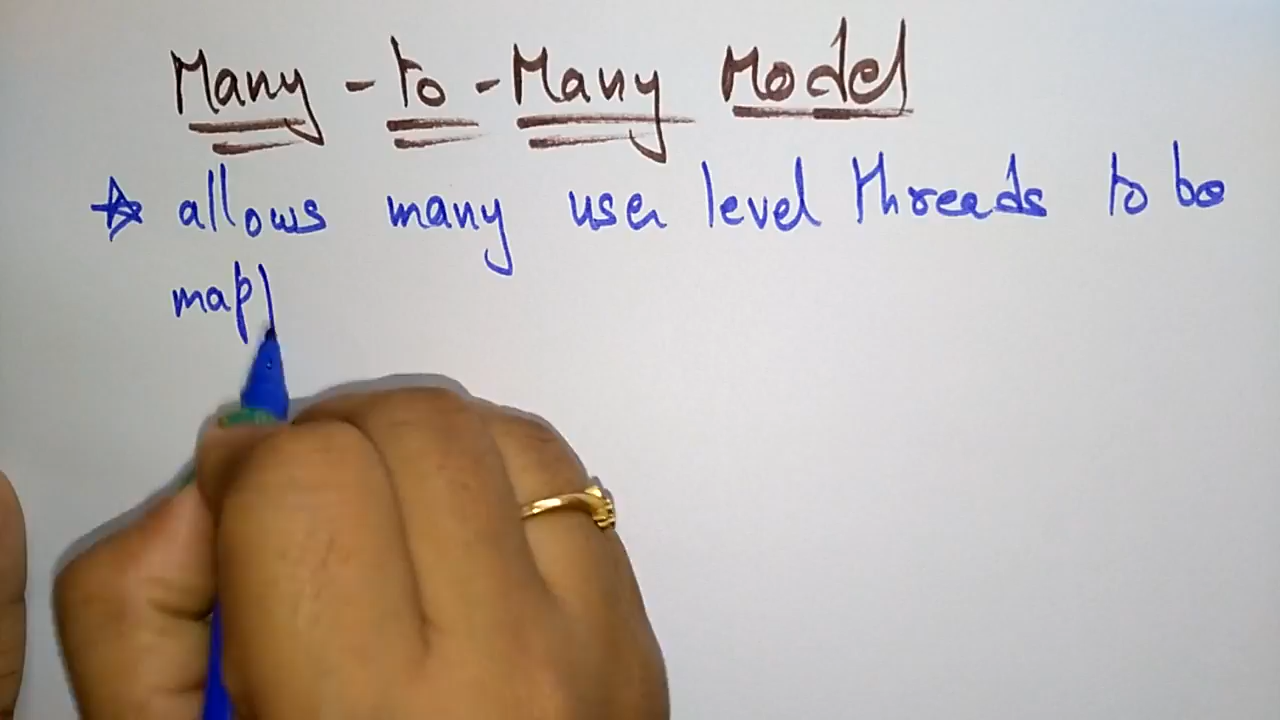 Many-to-Many Model
☆ allows many user level threads to be
map